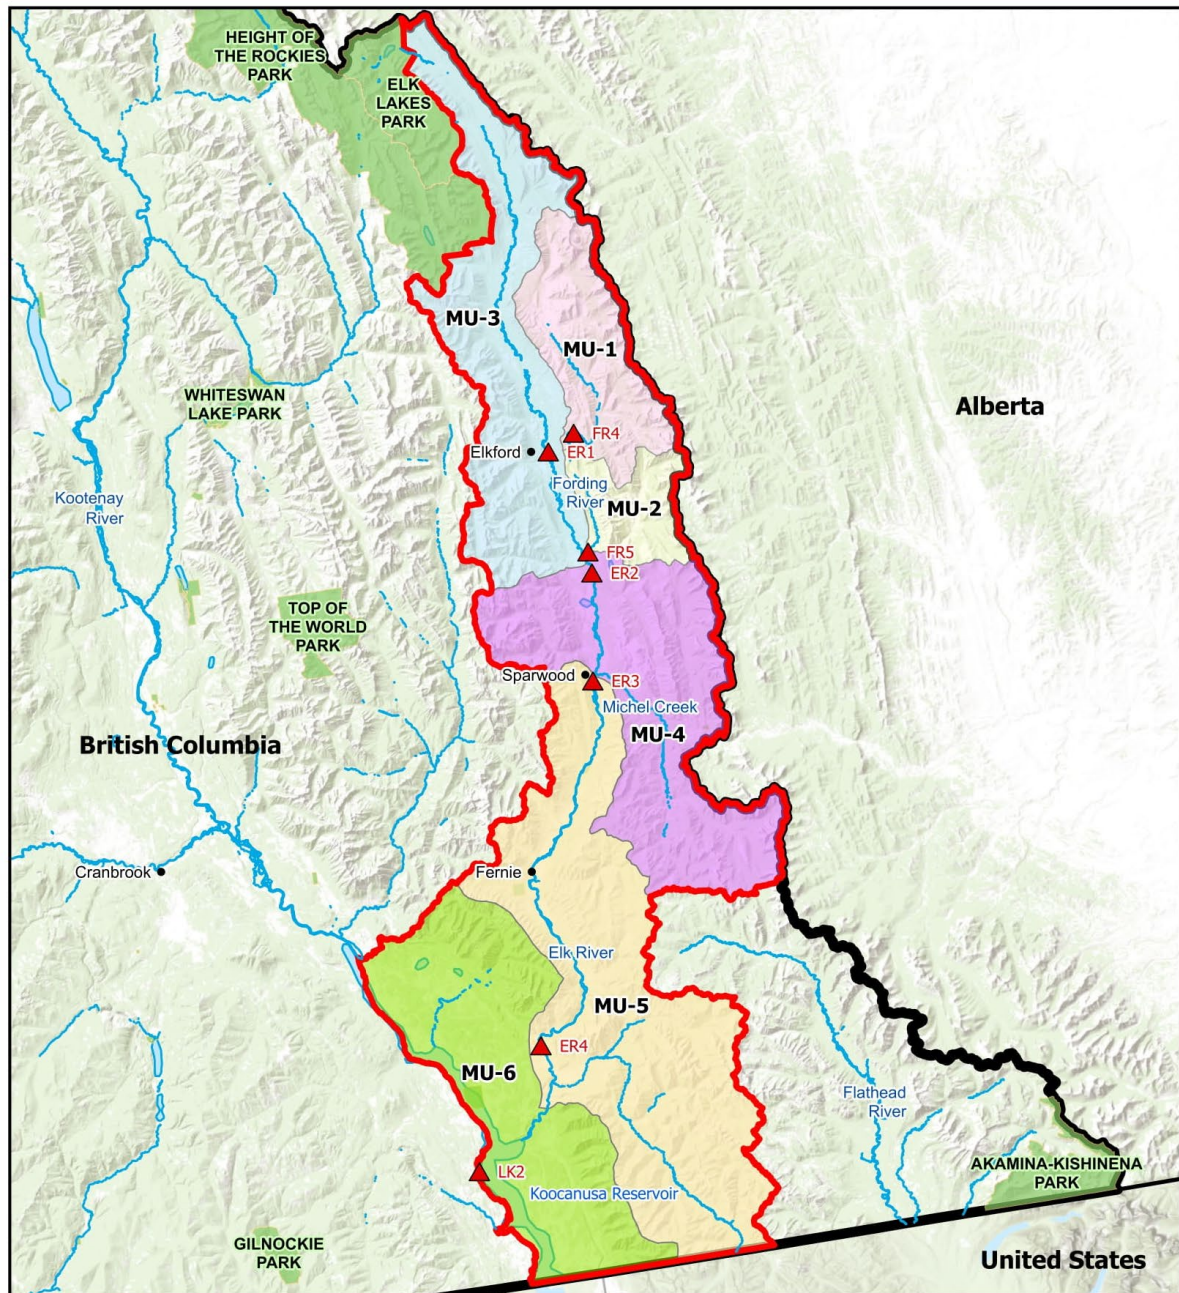 HEIGHT OF
THE ROCKIES
PARK
ELK
LAKES
PARK
MU-3
MU-1
WHITESWAN
LAKE PARK
Alberta
FR4
Elkford
ER1
Kootenay
River
Fording
River
MU-2
FR5
ER2
TOP OF
THE WORLD
PARK
Sparwood
ER3
Michel Creek
MU-4
British Columbia
Cranbrook
Fernie
Elk River
MU-5
ER4
MU-6
Flathead
River
LK2
Koocanusa Reservoir
AKAMINA-KISHINENA
PARK
GILNOCKIE
PARK
United States